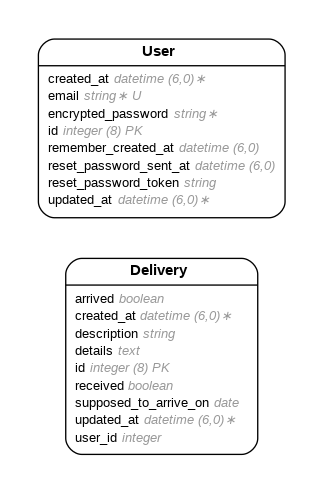 User
created_at datetime (6,0)∗
email string∗ U
encrypted_password string∗
id integer (8) PK
remember_created_at datetime (6,0)
reset_password_sent_at datetime (6,0)
reset_password_token string
updated_at datetime (6,0)∗
Delivery
arrived boolean
created_at datetime (6,0)∗
description string
details text
id integer (8) PK
received boolean
supposed_to_arrive_on date
updated_at datetime (6,0)∗
user_id integer